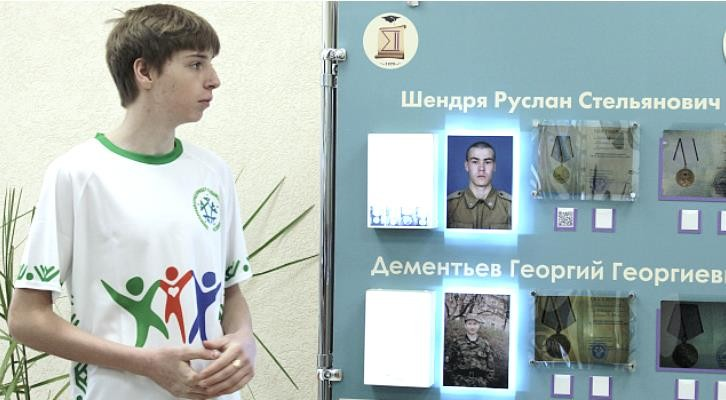 Шендря Руслан Стельянович
Дементьев Георгий Георгиеви